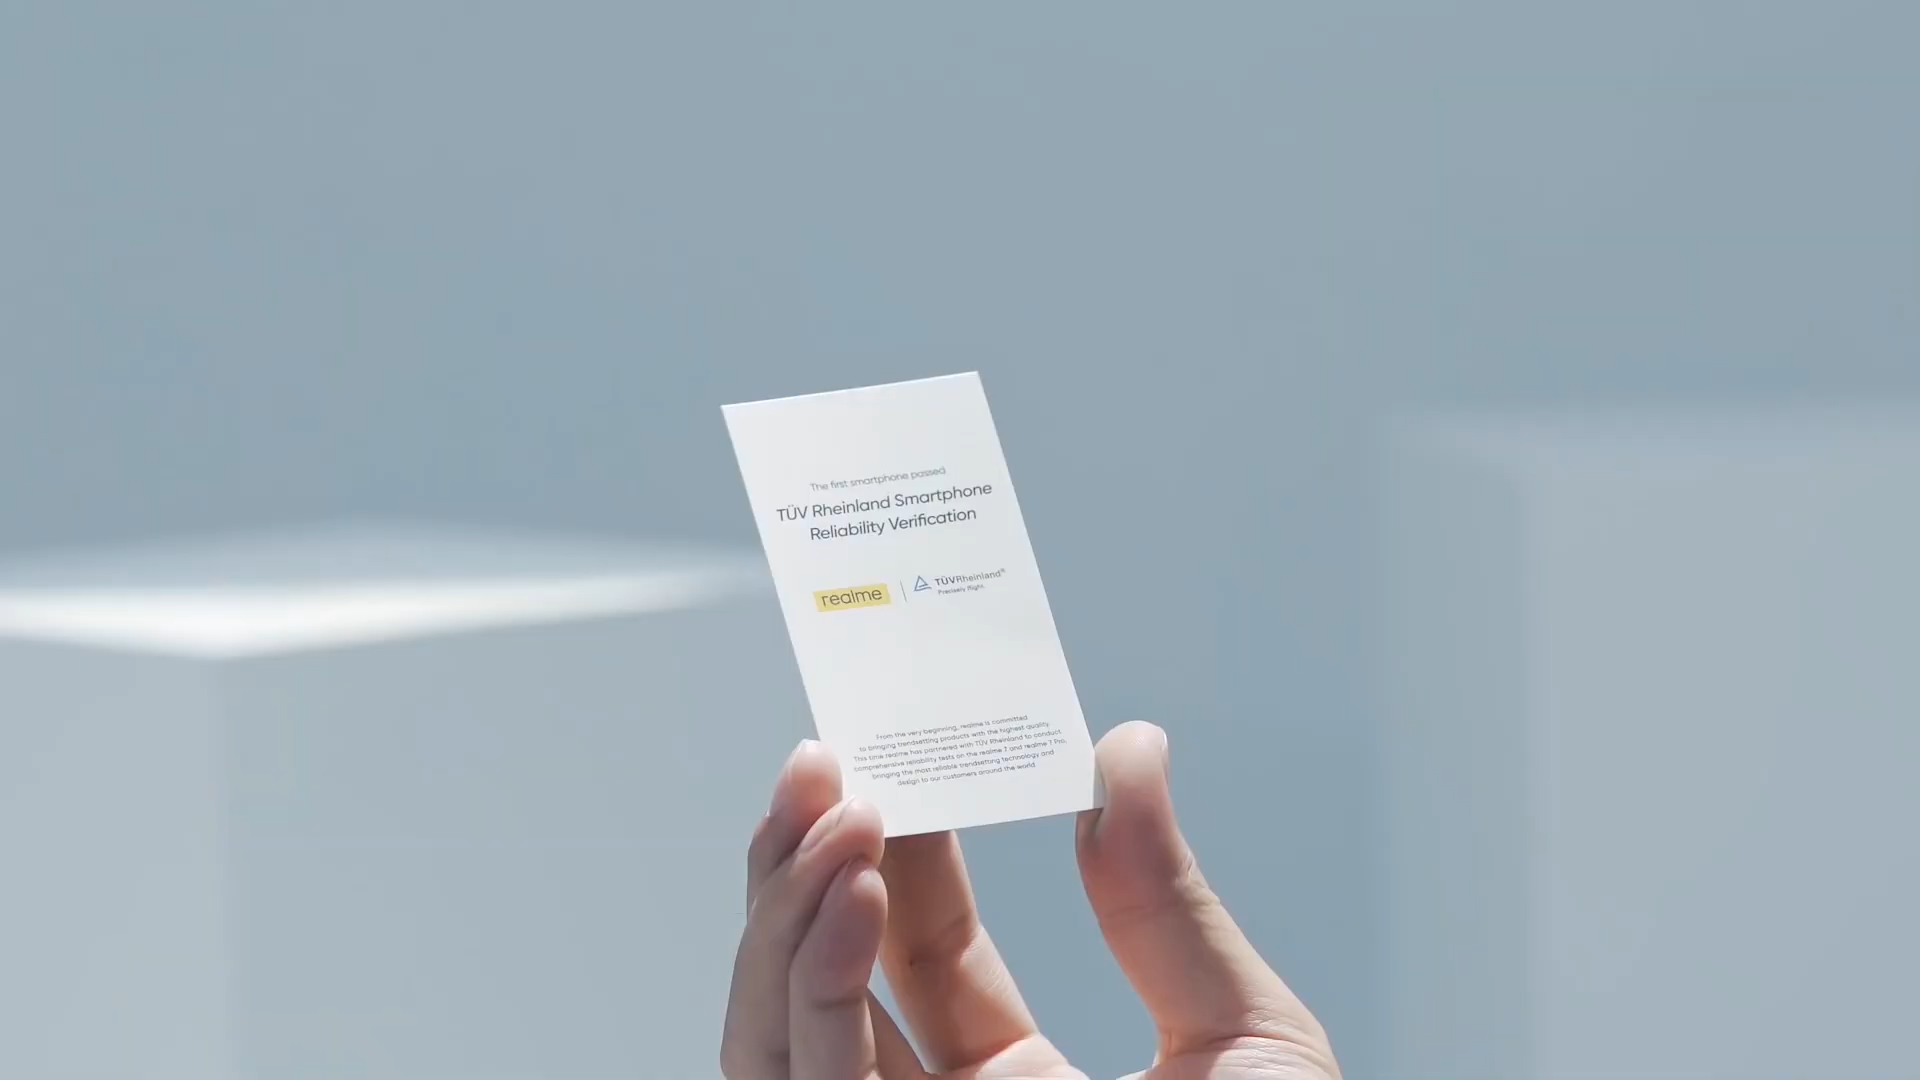 The first smartphone passed
TÜV Rheinland Smartphone
Reliability Verification
realme
TÜVRheinland®
Precisely Right.
From the very beginning, realme is committed
to bringing trendsetting products with the highest quality.
This time realme has partnered with TÜV Rheinland to conduct
comprehensive reliability tests on the realme 7 and realme 7 Pro,
bringing the most reliable trendsetting technology and
design to our customers around the world.